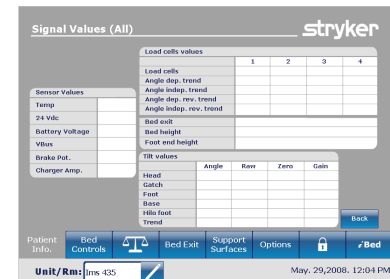 Signal Values (All)
stryker
Load cells values
1 2 3 4
Load cells
Angle dep. trend
Angle indep. trend
Angle dep. rev. trend
Angle indep. rev. trend
Sensor Values
Temp
24 Vdc
Battery Voltage
VBus
Brake Pot.
Charger Amp.
Bed exit
Bed height
Foot end height
Tilt values
Angle Raw Zero Gain
Head
Gatch
Foot
Base
Hilo foot
Trend
Back
Patient Info.
Bed Controls
Bed Exit
Support Surfaces
Options
iBed
Unit/Rm: Ims 435
May. 29,2008. 12:04 PM